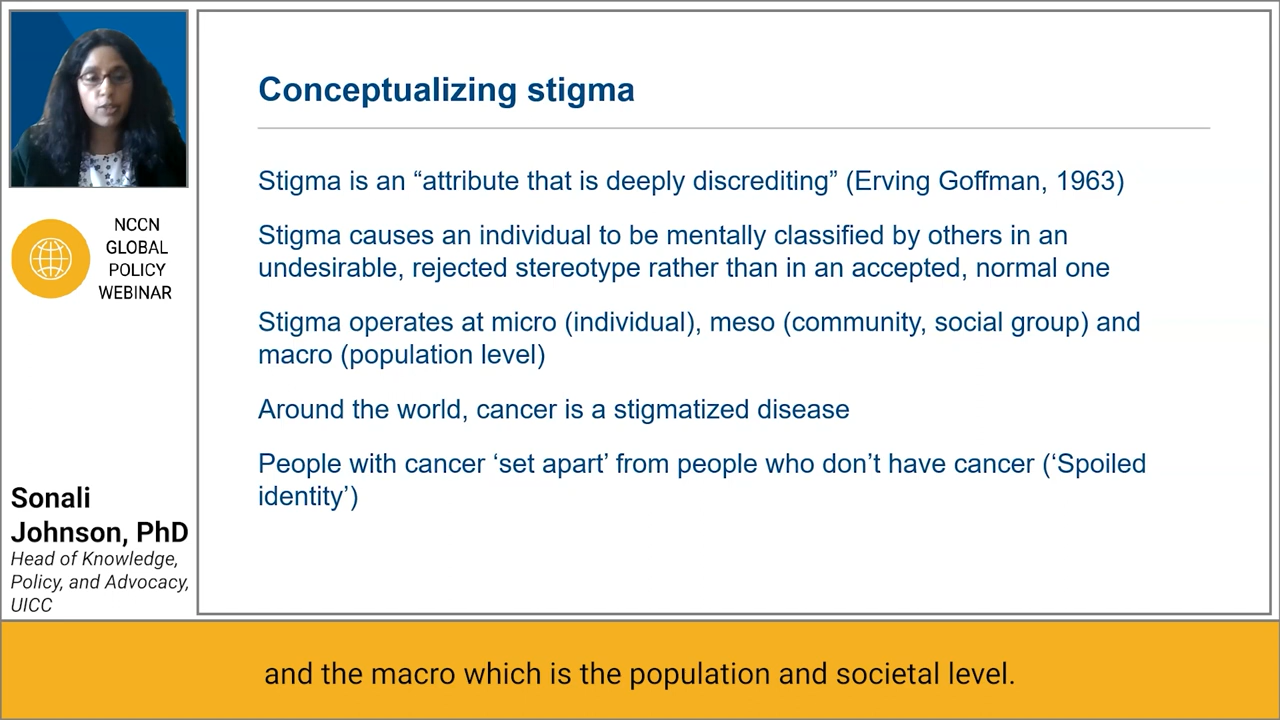 Conceptualizing stigma
Stigma is an “attribute that is deeply discrediting” (Erving Goffman, 1963)
Stigma causes an individual to be mentally classified by others in an
undesirable, rejected stereotype rather than in an accepted, normal one
Stigma operates at micro (individual), meso (community, social group) and
macro (population level)
Around the world, cancer is a stigmatized disease
People with cancer ‘set apart’ from people who don’t have cancer (‘Spoiled
identity’)
NCCN
GLOBAL
POLICY
WEBINAR
Sonali
Johnson, PhD
Head of Knowledge,
Policy, and Advocacy,
UICC
and the macro which is the population and societal level.